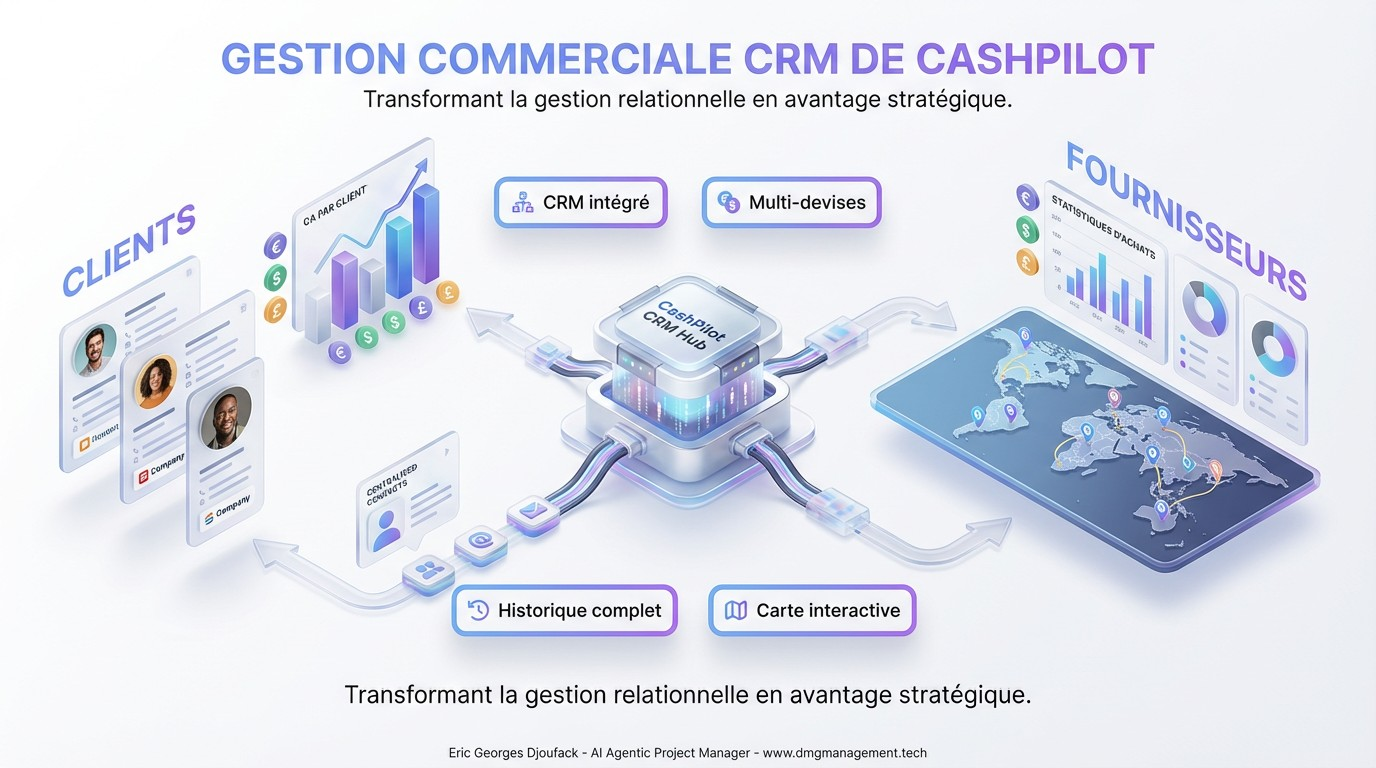 GESTION COMMERCIALE CRM DE CASHPILOT
Transformant la gestion relationnelle en avantage stratégique.
CLIENTS
CA PAR CLIENT
CRM intégré
Multi-devises
FOURNISSEURS
STATISTIQUES D'ACHATS
CashPilot
CRM Hub
Company
Company
CENTRALISED
Historique complet
Carte interactive
Transformant la gestion relationnelle en avantage stratégique.
Eric Georges Djoufack - AI Agentic Project Manager - www.dmgmanagement.tech